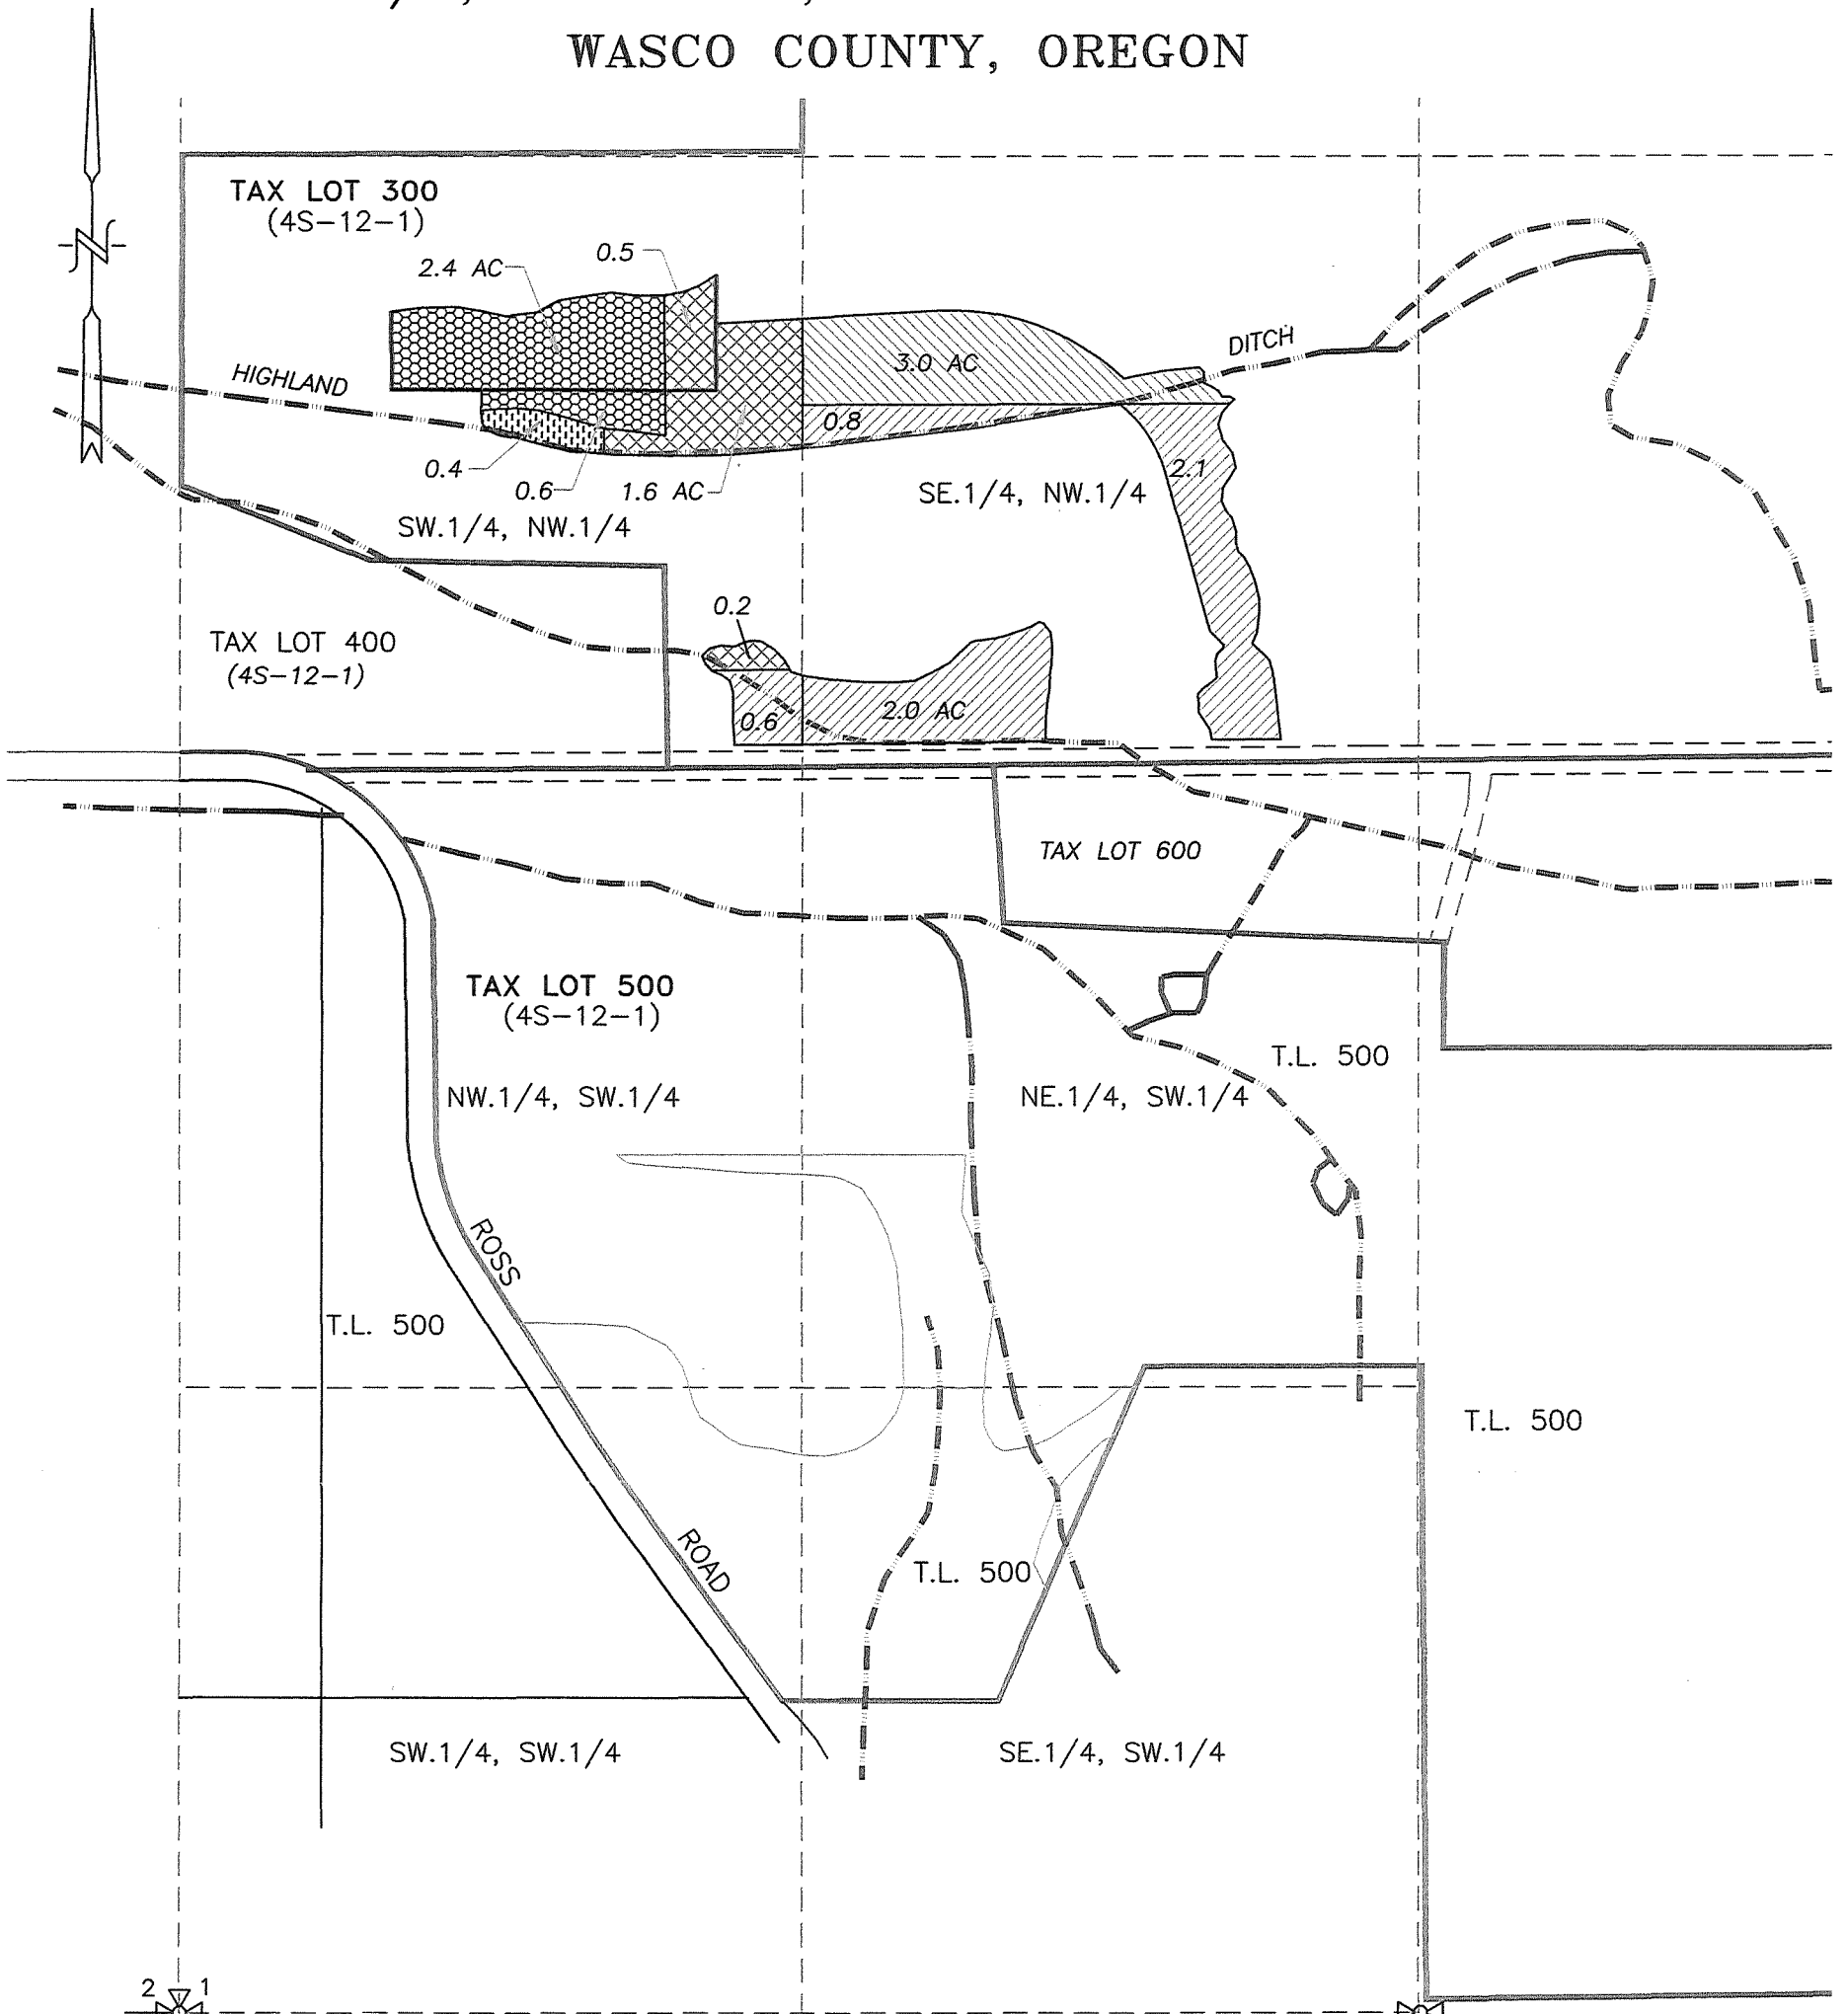 WASCO COUNTY, OREGON
N
TAX LOT 300
(4S-12-1)
0.5
2.4 AC
HIGHLAND
DITCH
3.0 AC
0.8
0.4
0.6
1.6 AC
2.1
SE.1/4, NW.1/4
SW.1/4, NW.1/4
0.2
TAX LOT 400
(4S-12-1)
0.6
2.0 AC
TAX LOT 600
TAX LOT 500
(4S-12-1)
T.L. 500
NW.1/4, SW.1/4
NE.1/4, SW.1/4
ROSS
T.L. 500
T.L. 500
ROAD
T.L. 500
SW.1/4, SW.1/4
SE.1/4, SW.1/4
2 1